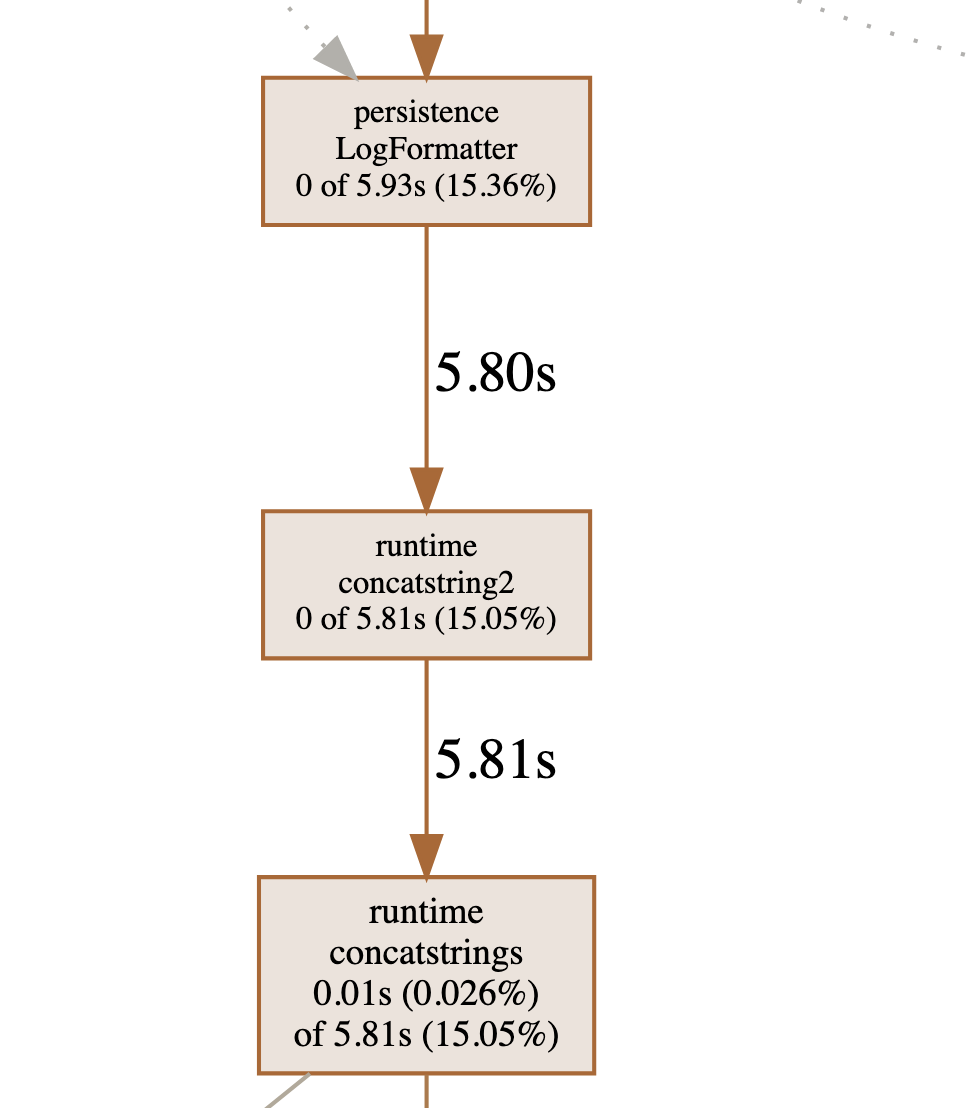 persistence
LogFormatter
0 of 5.93s (15.36%)
5.80s
runtime
concatstring2
0 of 5.81s (15.05%)
5.81s
runtime
concatstrings
0.01s (0.026%)
of 5.81s (15.05%)